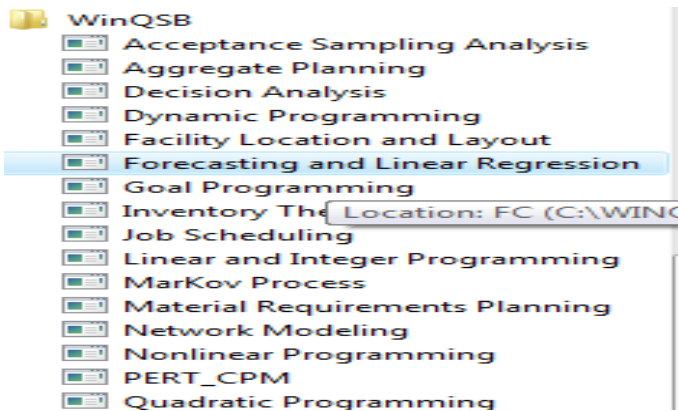 WinQSB
Acceptance Sampling Analysis
Aggregate Planning
Decision Analysis
Dynamic Programming
Facility Location and Layout
Forecasting and Linear Regression
Goal Programming
Inventory The
Location: FC (C:\WINQ
Job Scheduling
Linear and Integer Programming
MarKov Process
Material Requirements Planning
Network Modeling
Nonlinear Programming
PERT_CPM
Quadratic Programming